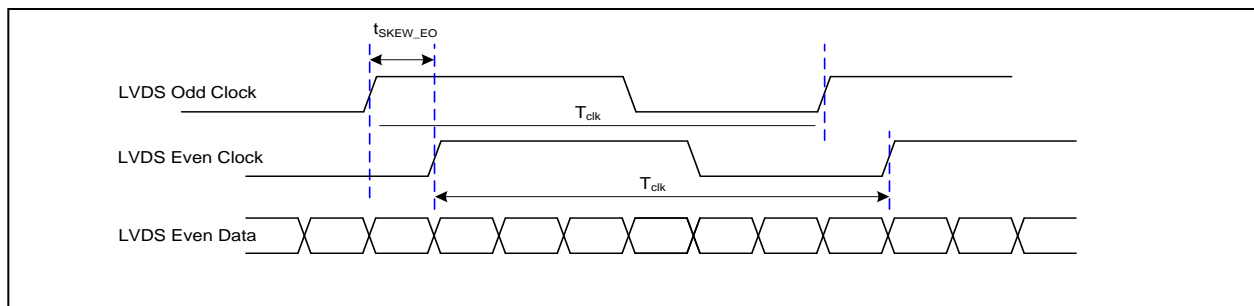 tSKEW_EO
LVDS Odd Clock
Tclk
LVDS Even Clock
Tclk
LVDS Even Data